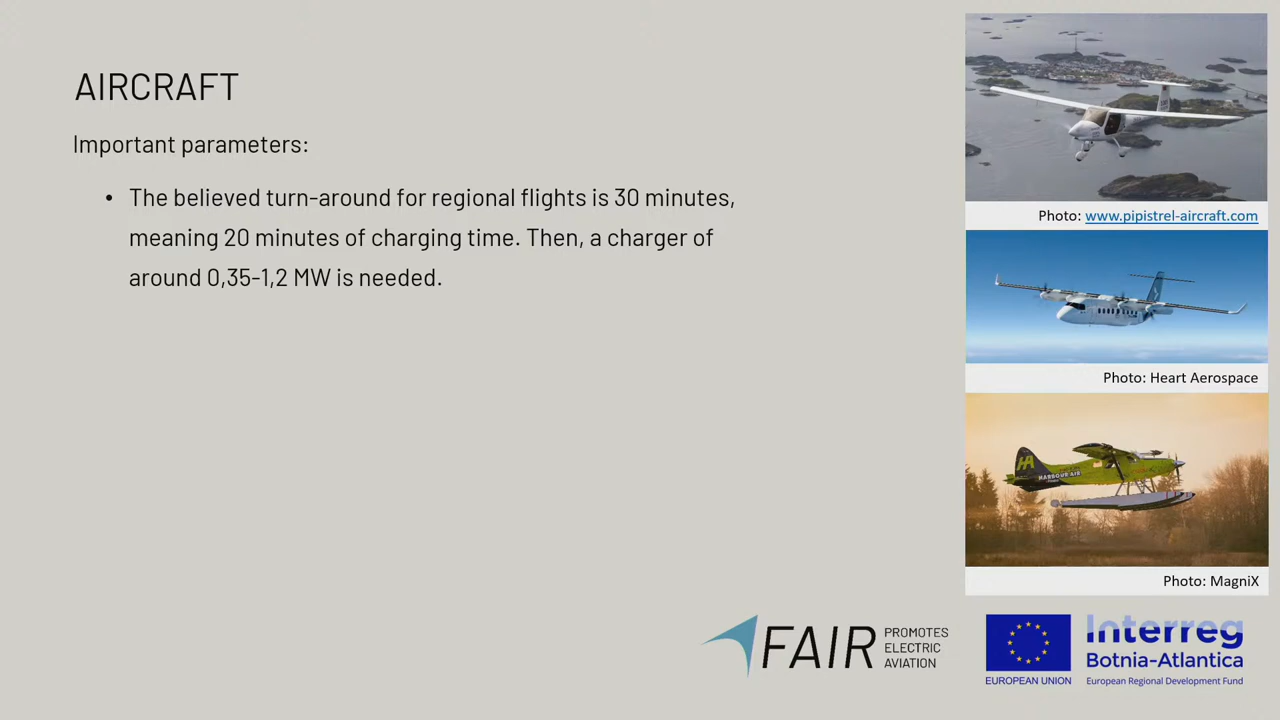 AIRCRAFT
Important parameters:
• The believed turn-around for regional flights is 30 minutes,
meaning 20 minutes of charging time. Then, a charger of
around 0,35-1,2 MW is needed.
Photo: www.pipistrel-aircraft.com
Photo: Heart Aerospace
HARBOUR AIR
Photo: MagniX
FAIR
PROMOTES
ELECTRIC
AVIATION
EUROPEAN UNION
Interreg
Botnia-Atlantica
European Regional Development Fund